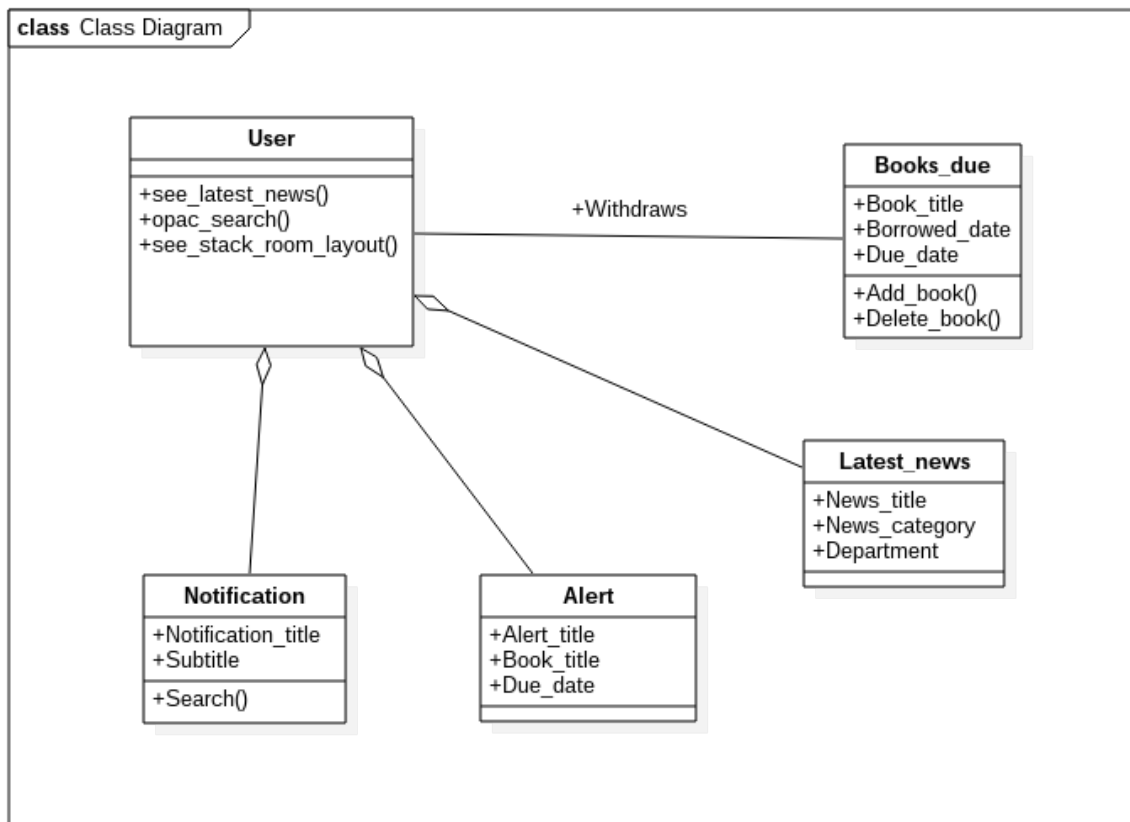 class Class Diagram
User
+see_latest_news()
+opac_search()
+see_stack_room_layout()
+Withdraws
Books_due
+Book_title
+Borrowed_date
+Due_date
+Add_book()
+Delete_book()
Latest_news
+News_title
+News_category
+Department
Notification
+Notification_title
+Subtitle
+Search()
Alert
+Alert_title
+Book_title
+Due_date